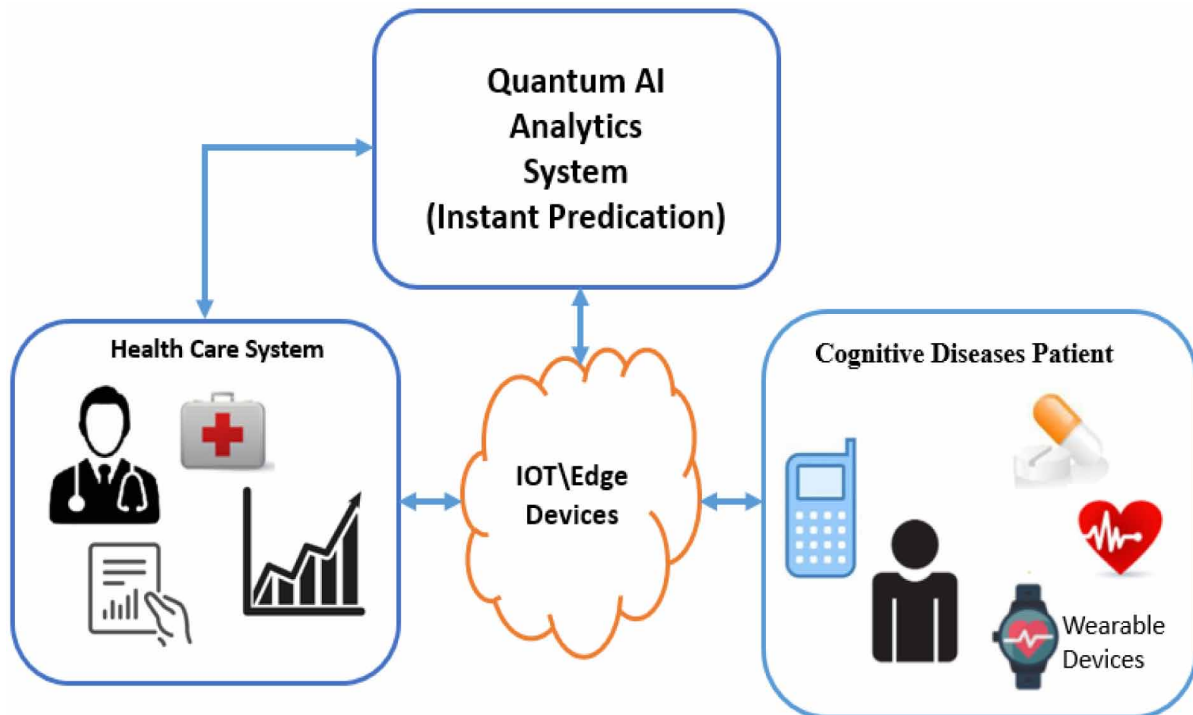 Quantum AI
Analytics
System
(Instant Predication)
Health Care System
IOT\Edge
Devices
Cognitive Diseases Patient
Wearable
Devices